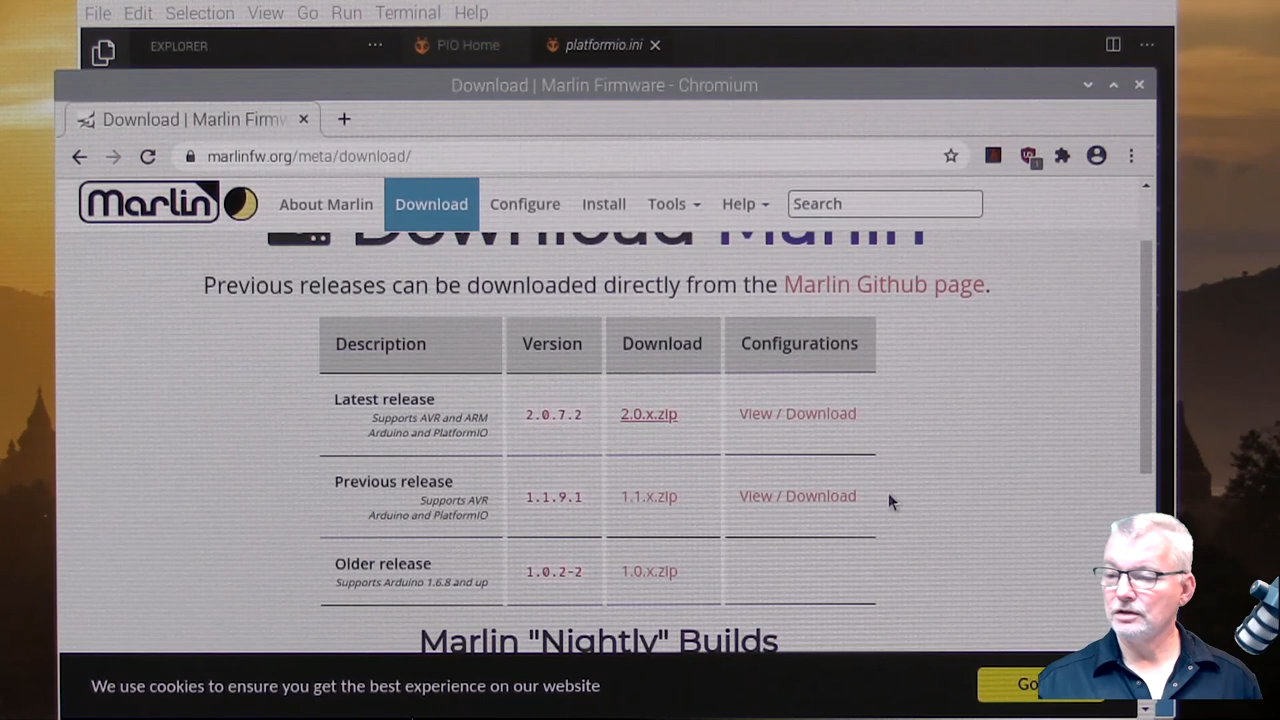 File Edit Selection View Go Run Terminal Help
EXPLORER ... PIO Home platformio.ini ...
Download | Marlin Firmware - Chromium
Download | Marlin Firmw
marlinfw.org/meta/download/
Marlin About Marlin Download Configure Install Tools Help Search
Download Marlin
Previous releases can be downloaded directly from the Marlin Github page.
Description Version Download Configurations
Latest release
Supports AVR and ARM
Arduino and PlatformIO
2.0.7.2 2.0.x.zip View / Download
Previous release
Supports AVR
Arduino and PlatformIO
1.1.9.1 1.1.x.zip View / Download
Older release
Supports Arduino 1.6.8 and up
1.0.2-2 1.0.x.zip
Marlin "Nightly" Builds
We use cookies to ensure you get the best experience on our website
Go